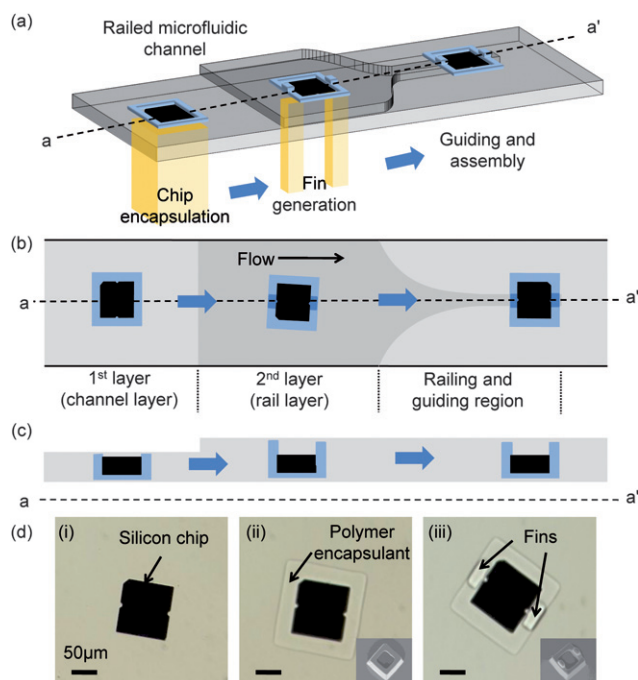 (a)
Railed microfluidic
channel
a'
a
Chip
encapsulation
Fin
generation
Guiding and
assembly
(b)
Flow
a
a'
1st layer
(channel layer)
2nd layer
(rail layer)
Railing and
guiding region
(c)
a
a'
(d)
(i)
Silicon chip
50μm
(ii)
Polymer
encapsulant
(iii)
Fins